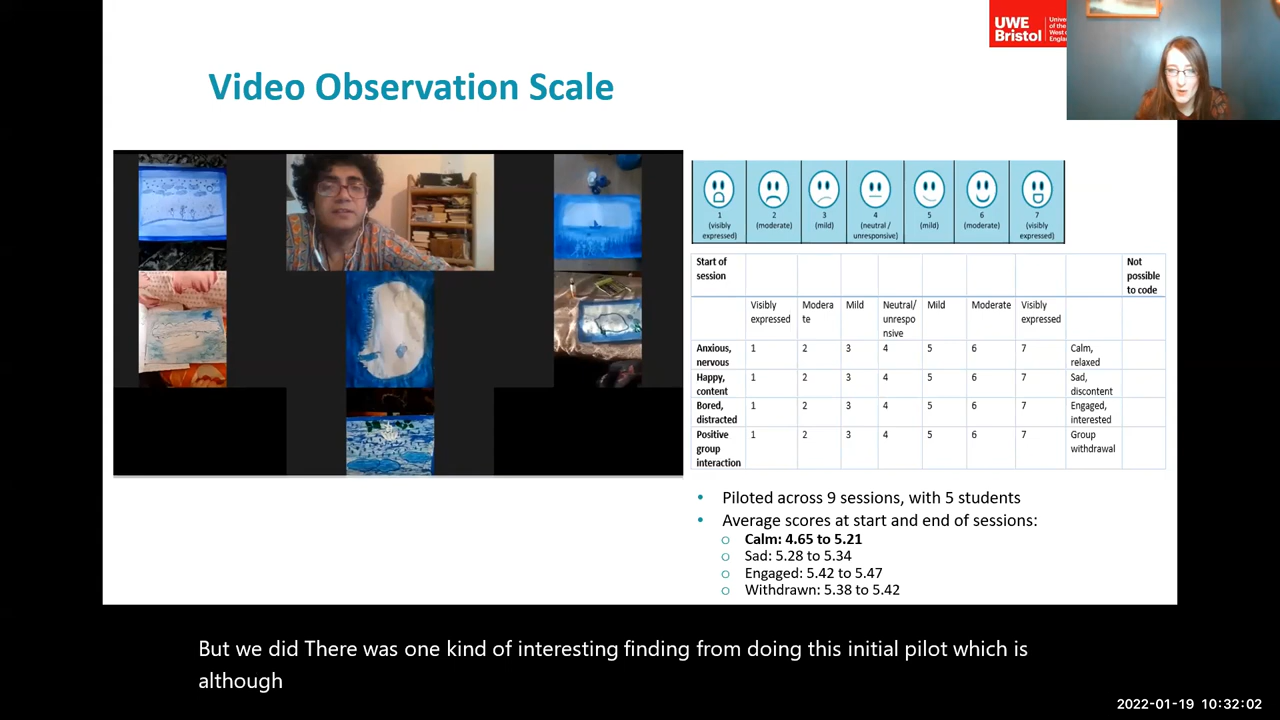 UWE
Bristol
Univer
of the
West o
Englan
Video Observation Scale
1
(visibly
expressed)
2
(moderate)
3
(mild)
4
(neutral /
unresponsive)
5
(mild)
6
(moderate)
7
(visibly
expressed)
Start of
session
Not
possible
to code
Visibly
expressed
Modera
te
Mild
Neutral/
unrespo
nsive
Mild
Moderate
Visibly
expressed
Anxious,
nervous
1 2 3 4 5 6 7
Calm,
relaxed
Happy,
content
1 2 3 4 5 6 7
Sad,
discontent
Bored,
distracted
1 2 3 4 5 6 7
Engaged,
interested
Positive
group
interaction
1 2 3 4 5 6 7
Group
withdrawal
• Piloted across 9 sessions, with 5 students
• Average scores at start and end of sessions:
o Calm: 4.65 to 5.21
o Sad: 5.28 to 5.34
o Engaged: 5.42 to 5.47
o Withdrawn: 5.38 to 5.42
But we did There was one kind of interesting finding from doing this initial pilot which is
although
2022-01-19 10:32:02